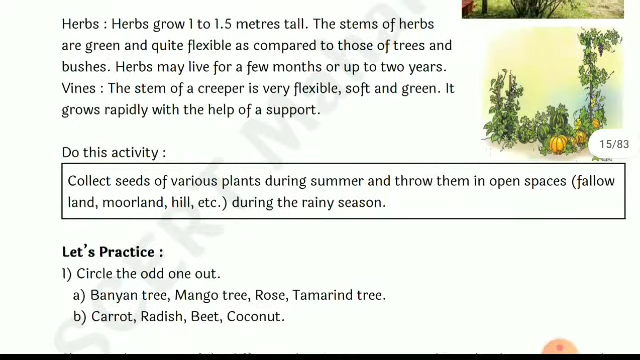 Herbs : Herbs grow 1 to 1.5 metres tall. The stems of herbs
are green and quite flexible as compared to those of trees and
bushes. Herbs may live for a few months or up to two years.
Vines : The stem of a creeper is very flexible, soft and green. It
grows rapidly with the help of a support.
15/83
Do this activity :
Collect seeds of various plants during summer and throw them in open spaces (fallow
land, moorland, hill, etc.) during the rainy season.
Let's Practice :
1) Circle the odd one out.
a) Banyan tree, Mango tree, Rose, Tamarind tree.
b) Carrot, Radish, Beet, Coconut.